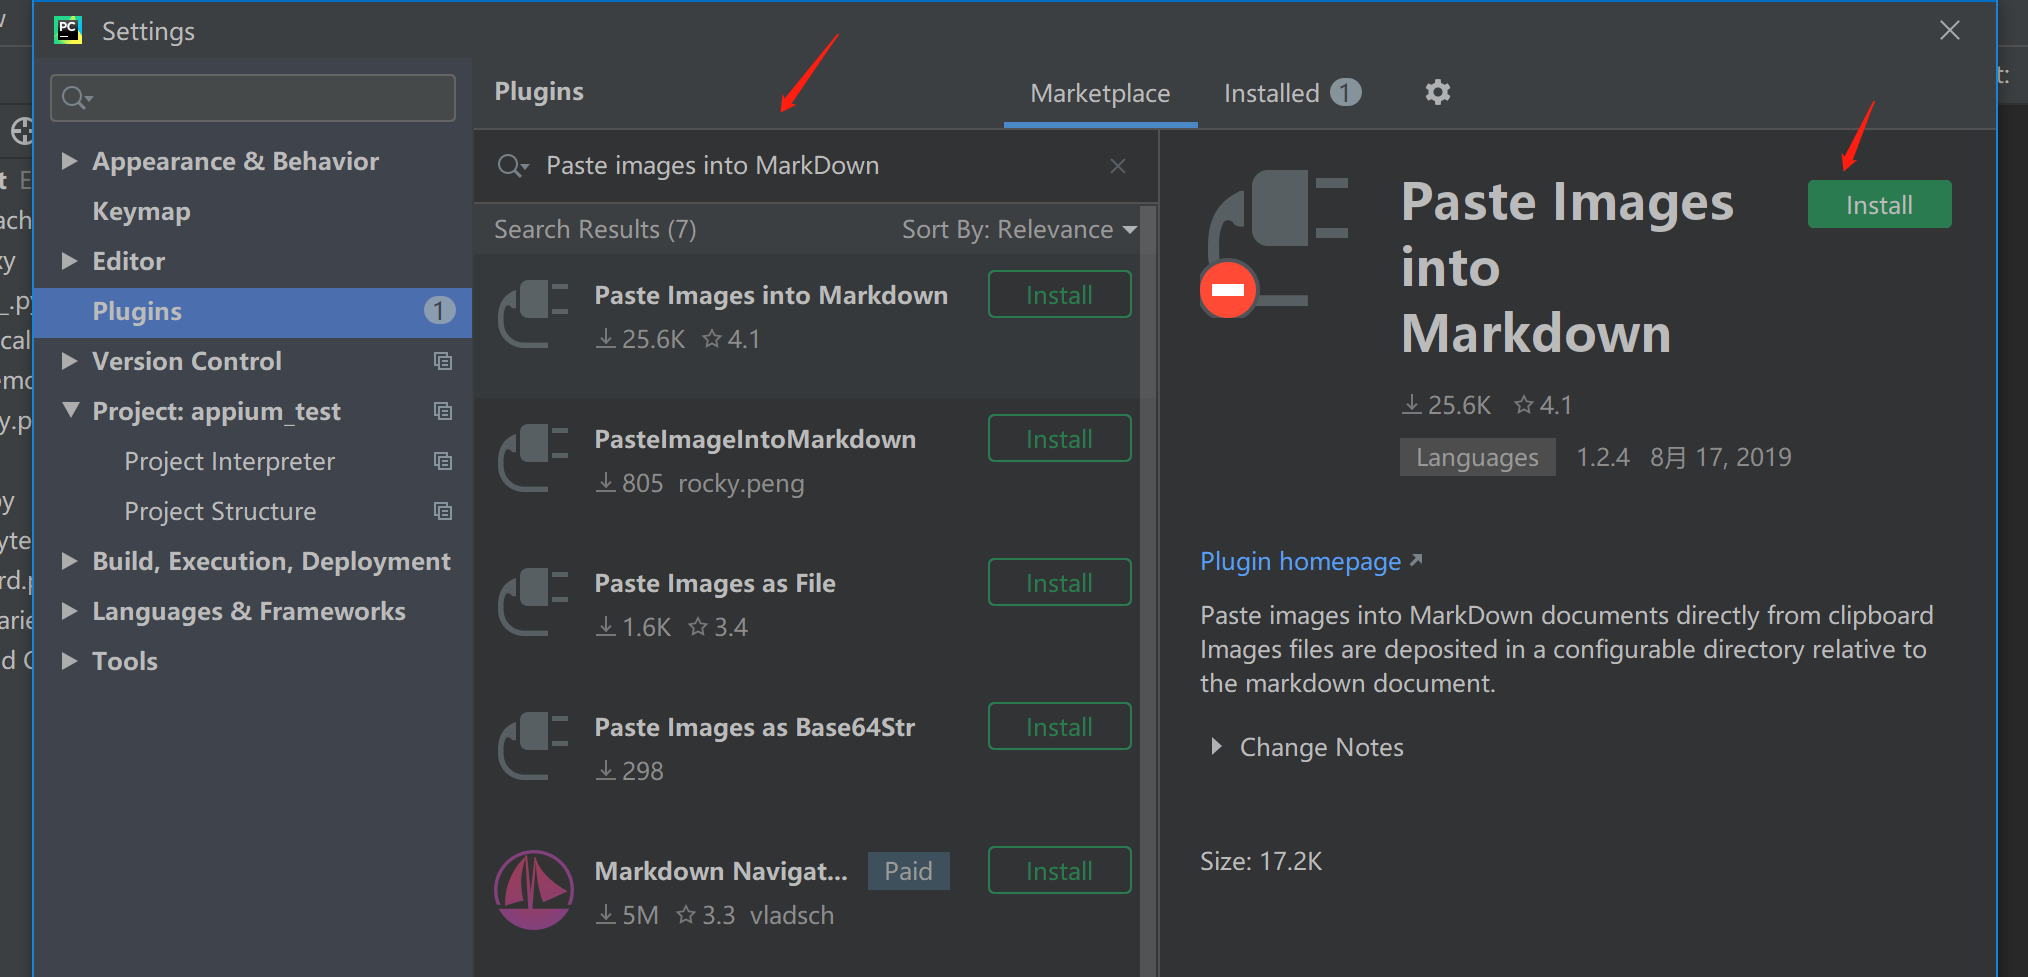 Settings
Plugins
Marketplace
Installed 1
Appearance & Behavior
Keymap
Editor
Plugins 1
Version Control
Project: appium_test
Project Interpreter
Project Structure
Build, Execution, Deployment
Languages & Frameworks
Tools
Paste images into MarkDown
Search Results (7)
Sort By: Relevance
Paste Images into Markdown
Install
25.6K 4.1
PasteImageIntoMarkdown
Install
805 rocky.peng
Paste Images as File
Install
1.6K 3.4
Paste Images as Base64Str
Install
298
Markdown Navigat... Paid
Install
5M 3.3 vladsch
Paste Images
into
Markdown
Install
25.6K 4.1
Languages 1.2.4 8月 17, 2019
Plugin homepage
Paste images into MarkDown documents directly from clipboard
Images files are deposited in a configurable directory relative to
the markdown document.
Change Notes
Size: 17.2K